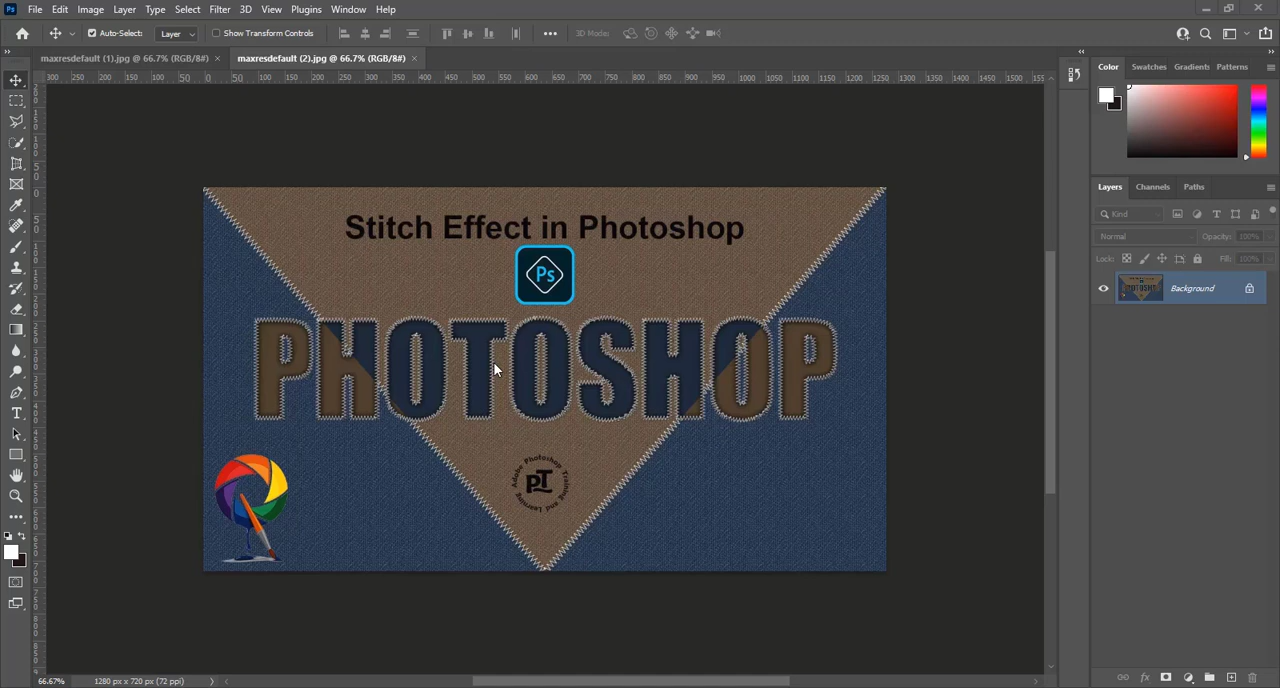 Ps File Edit Image Layer Type Select Filter 3D View Plugins Window Help
Auto-Select: Layer Show Transform Controls 3D Mode:
maxresdefault (1).jpg @ 66.7% (RGB/8#) × maxresdefault (2).jpg @ 66.7% (RGB/8#) ×
Color Swatches Gradients Patterns
Layers Channels Paths
Kind
Normal Opacity: 100%
Lock: Fill: 100%
Background
Stitch Effect in Photoshop
Ps
PHOTOSHOP
Adobe Photoshop Training and Learning
PT
66.67% 1280 px x 720 px (72 ppi)